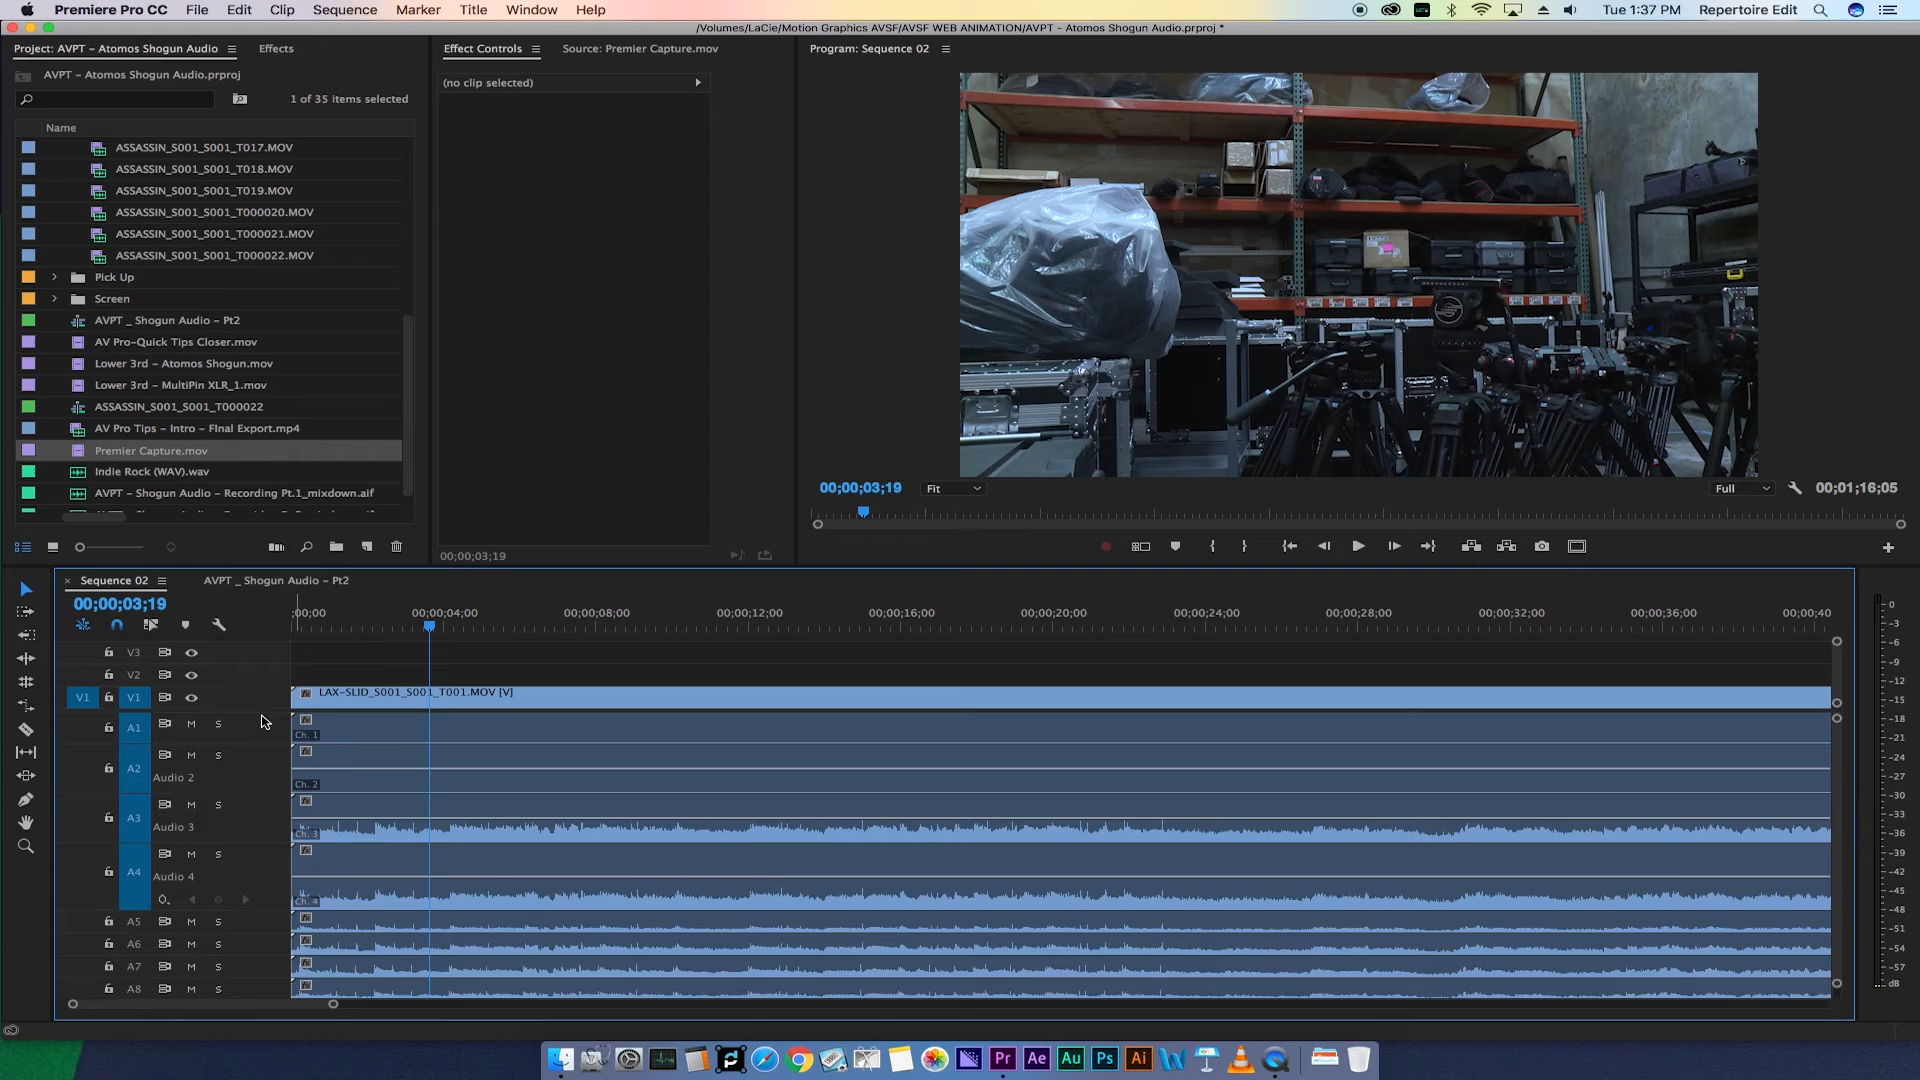 Premiere Pro CC File Edit Clip Sequence Marker Title Window Help Tue 1:37 PM Repertoire Edit
/Volumes/LaCie/Motion Graphics AVSF/AVSF WEB ANIMATION/AVPT - Atomos Shogun Audio.prproj *
Project: AVPT - Atomos Shogun Audio Effects
AVPT - Atomos Shogun Audio.prproj
1 of 35 items selected
Name
ASSASSIN_S001_S001_T017.MOV
ASSASSIN_S001_S001_T018.MOV
ASSASSIN_S001_S001_T019.MOV
ASSASSIN_S001_S001_T000020.MOV
ASSASSIN_S001_S001_T000021.MOV
ASSASSIN_S001_S001_T000022.MOV
Pick Up
Screen
AVPT _ Shogun Audio - Pt2
AV Pro-Quick Tips Closer.mov
Lower 3rd - Atomos Shogun.mov
Lower 3rd - MultiPin XLR_1.mov
ASSASSIN_S001_S001_T000022
AV Pro Tips - Intro - FInal Export.mp4
Premier Capture.mov
Indie Rock (WAV).wav
AVPT - Shogun Audio - Recording Pt.1_mixdown.aif
Effect Controls Source: Premier Capture.mov
(no clip selected)
00;00;03;19
Program: Sequence 02
00;00;03;19 Fit Full 00;01;16;05
Sequence 02 AVPT _ Shogun Audio - Pt2
00;00;03;19
;00;00 00;00;04;00 00;00;08;00 00;00;12;00 00;00;16;00 00;00;20;00 00;00;24;00 00;00;28;00 00;00;32;00 00;00;36;00 00;00;40
V3
V2
V1 V1 LAX-SLID_S001_S001_T001.MOV [V]
A1 M S
Ch. 1
A2 M S
Audio 2
Ch. 2
A3 M S
Audio 3
Ch. 3
A4 M S
Audio 4
Ch. 4
A5 M S
A6 M S
A7 M S
A8 M S
0
-3
-6
-9
-12
-15
-18
-21
-24
-27
-30
-33
-36
-39
-42
-45
-48
-51
-54
-57
dB
Pr Ae Au Ps Ai W